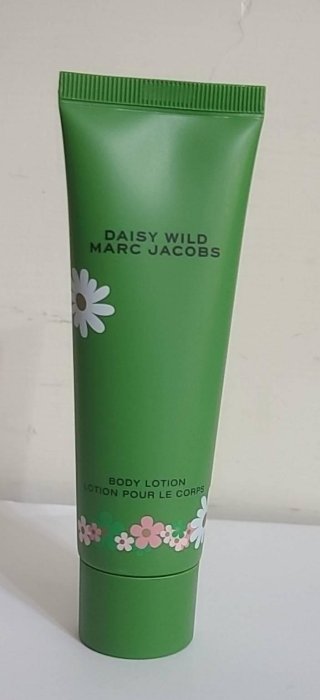 DAISY WILD
MARC JACOBS
BODY LOTION
LOTION POUR LE CORPS